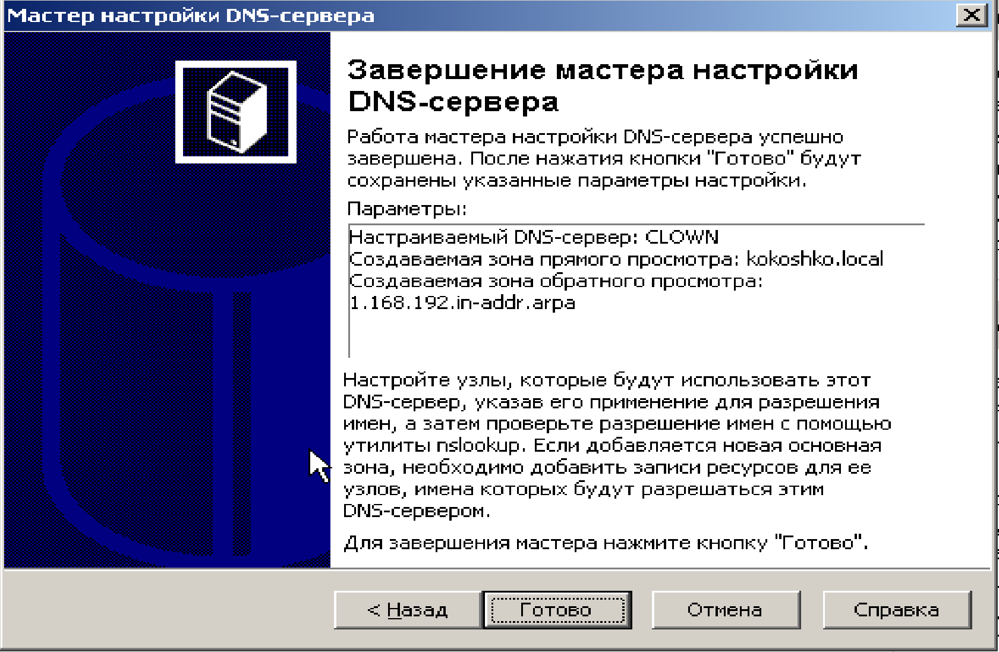 Мастер настройки DNS-сервера
Завершение мастера настройки
DNS-сервера
Работа мастера настройки DNS-сервера успешно
завершена. После нажатия кнопки "Готово" будут
сохранены указанные параметры настройки.
Параметры:
Настраиваемый DNS-сервер: CLOWN
Создаваемая зона прямого просмотра: kokoshko.local
Создаваемая зона обратного просмотра:
1.168.192.in-addr.arpa
Настройте узлы, которые будут использовать этот
DNS-сервер, указав его применение для разрешения
имен, а затем проверьте разрешение имен с помощью
утилиты nslookup. Если добавляется новая основная
зона, необходимо добавить записи ресурсов для ее
узлов, имена которых будут разрешаться этим
DNS-сервером.
Для завершения мастера нажмите кнопку "Готово".
< Назад Готово Отмена Справка